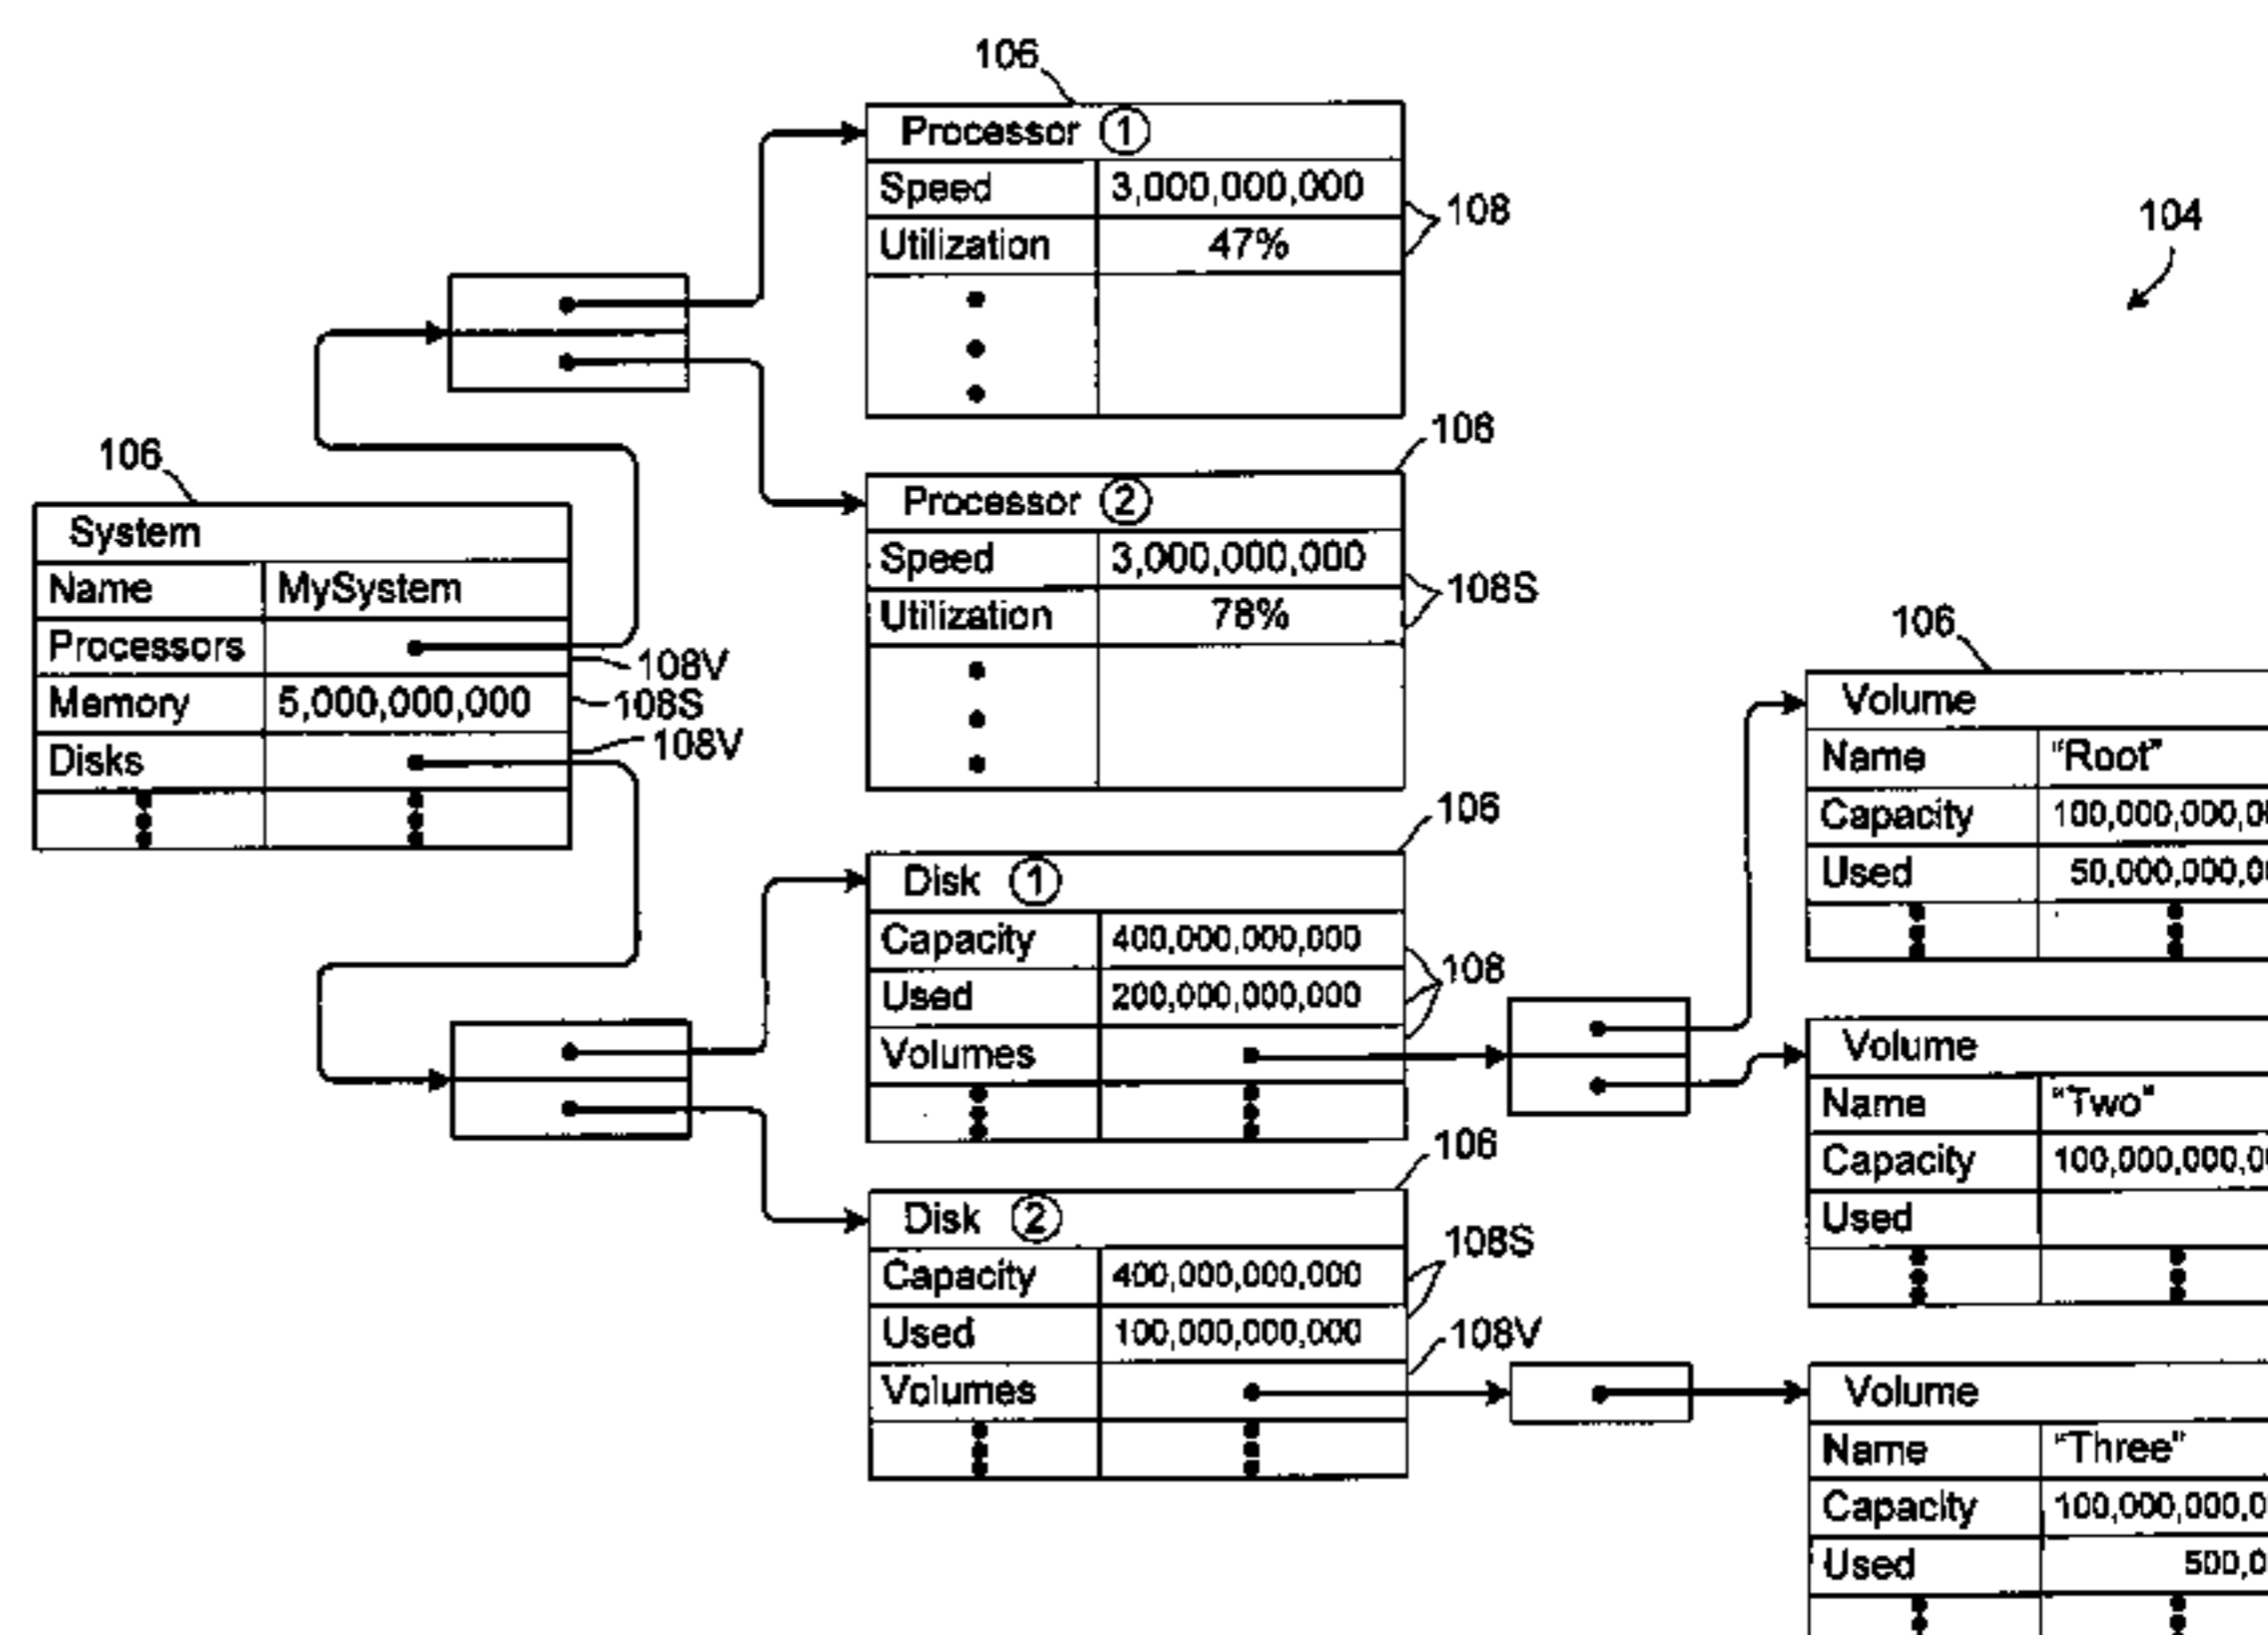 106
Processor ①
Speed 3,000,000,000
Utilization 47%
108
104
106
Processor ②
Speed 3,000,000,000
Utilization 78%
108S
106
System
Name MySystem
Processors
Memory 5,000,000,000
Disks
108V
108S
108V
106
Disk ①
Capacity 400,000,000,000
Used 200,000,000,000
Volumes
108
106
Disk ②
Capacity 400,000,000,000
Used 100,000,000,000
Volumes
108S
108V
106
Volume
Name "Root"
Capacity
Used
Volume
Name "Two"
Capacity
Used
Volume
Name "Three"
Capacity
Used